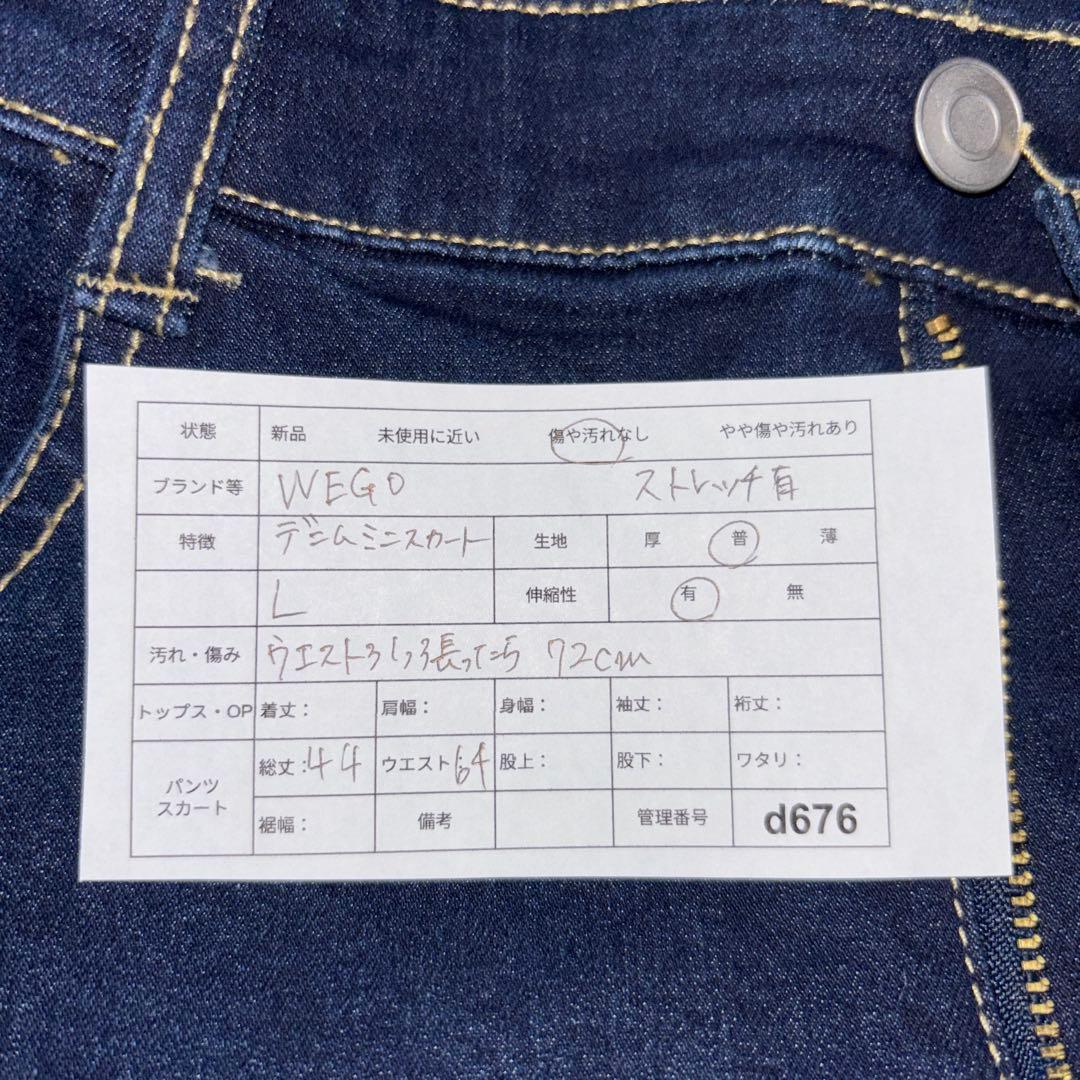 状態 新品 未使用に近い 傷や汚れなし やや傷や汚れあり
ブランド等 WEGO ストレッチ有
特徴 デニムミニスカート 生地 厚 普 薄
L 伸縮性 有 無
汚れ・傷み ウエスト 張ったら 72cm
トップス・OP 着丈： 肩幅： 身幅： 袖丈： 裄丈：
パンツ スカート 総丈：44 ウエスト：64 股上： 股下： ワタリ：
裾幅： 備考 管理番号 d676